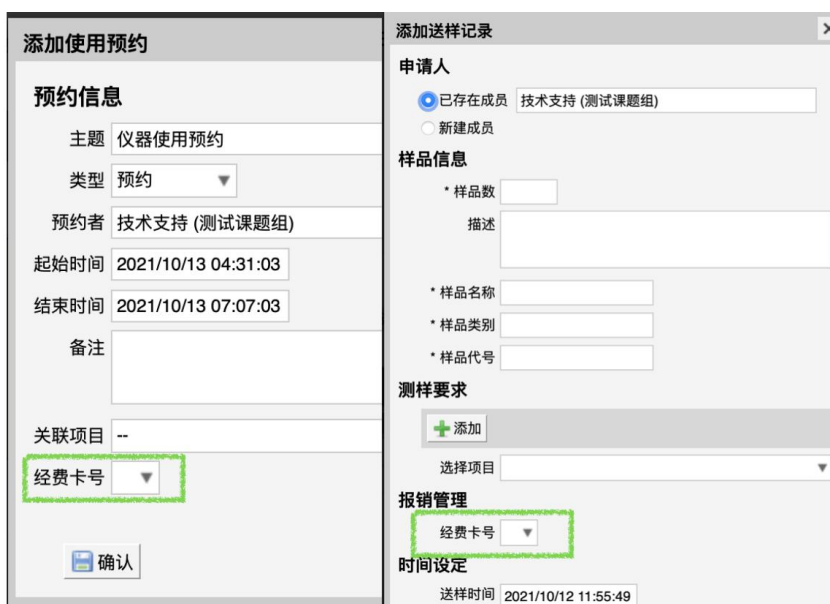 添加使用预约
预约信息
主题 仪器使用预约
类型 预约
预约者 技术支持 (测试课题组)
起始时间 2021/10/13 04:31:03
结束时间 2021/10/13 07:07:03
备注
关联项目 --
经费卡号
确认
添加送样记录
申请人
已存在成员 技术支持 (测试课题组)
新建成员
样品信息
* 样品数
描述
* 样品名称
* 样品类别
* 样品代号
测样要求
添加
选择项目
报销管理
经费卡号
时间设定
送样时间 2021/10/12 11:55:49